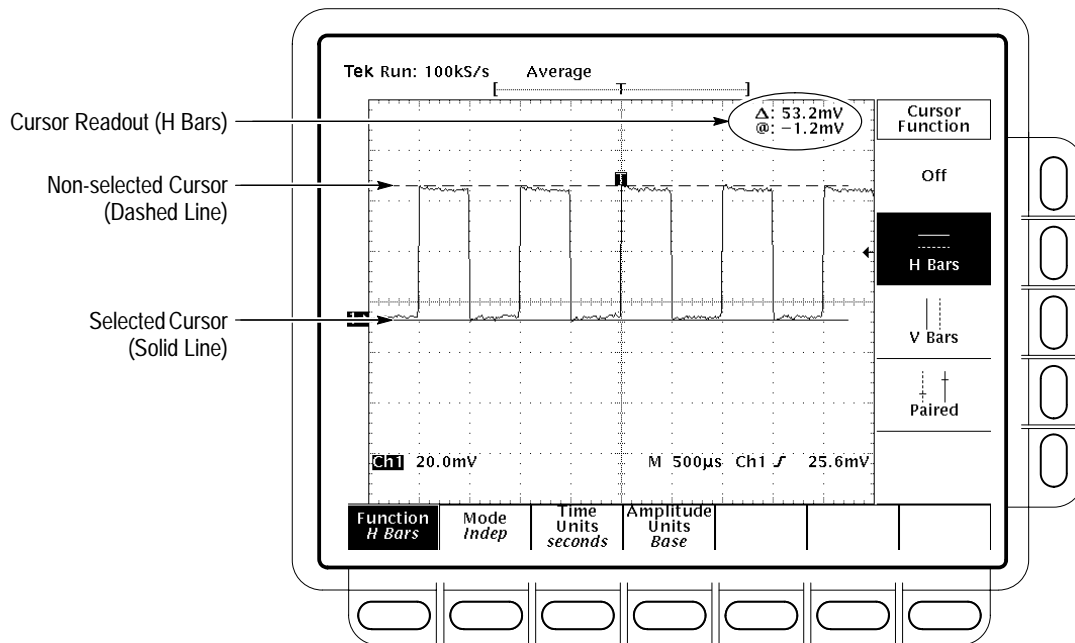 Tek Run: 100kS/s Average
[ T ]
Cursor Readout (H Bars)
Δ: 53.2mV
@: −1.2mV
Cursor
Function
Non-selected Cursor
(Dashed Line)
Off
H Bars
Selected Cursor
(Solid Line)
1
V Bars
Paired
Ch1 20.0mV M 500µs Ch1 25.6mV
Function
H Bars
Mode
Indep
Time
Units
seconds
Amplitude
Units
Base